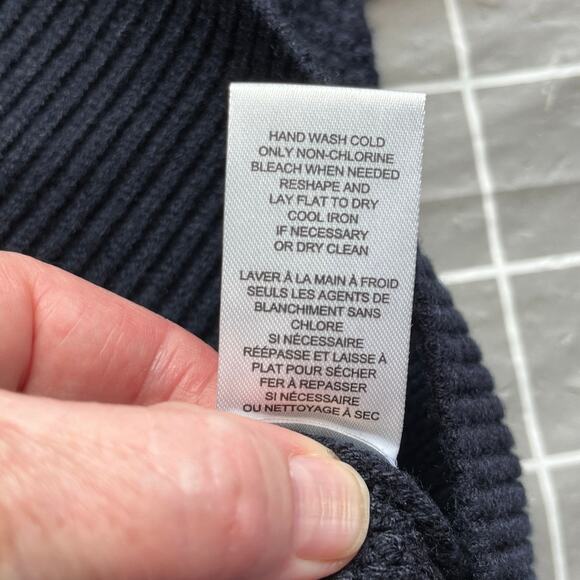 HAND WASH COLD
ONLY NON-CHLORINE
BLEACH WHEN NEEDED
RESHAPE AND
LAY FLAT TO DRY
COOL IRON
IF NECESSARY
OR DRY CLEAN
LAVER À LA MAIN À FROID
SEULS LES AGENTS DE
BLANCHIMENT SANS
CHLORE
SI NÉCESSAIRE
RÉÉPASSE ET LAISSE À
PLAT POUR SÉCHER
FER À REPASSER
SI NÉCESSAIRE
OU NETTOYAGE À SEC